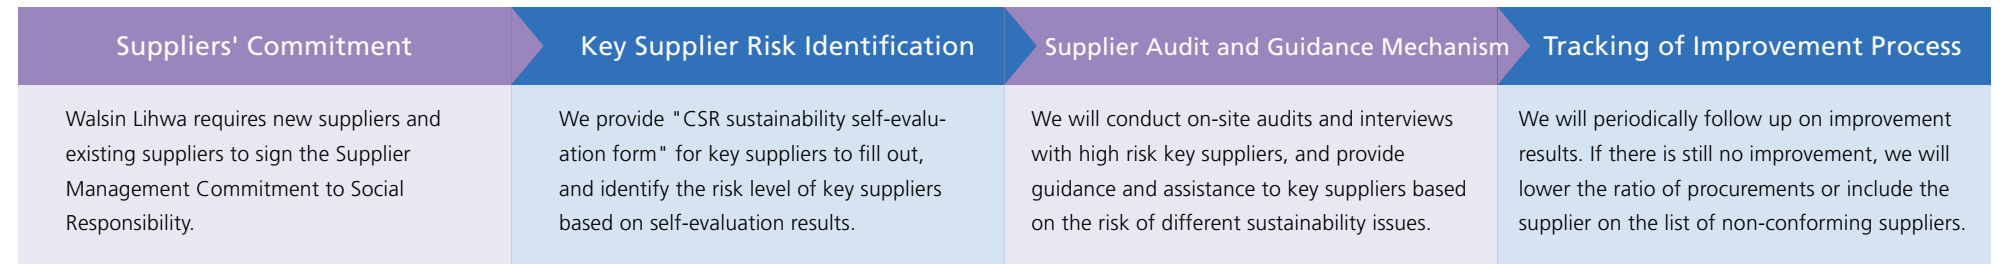 Suppliers' Commitment
Walsin Lihwa requires new suppliers and
existing suppliers to sign the Supplier
Management Commitment to Social
Responsibility.
Key Supplier Risk Identification
We provide "CSR sustainability self-evalu-
ation form" for key suppliers to fill out,
and identify the risk level of key suppliers
based on self-evaluation results.
Supplier Audit and Guidance Mechanism
We will conduct on-site audits and interviews
with high risk key suppliers, and provide
guidance and assistance to key suppliers based
on the risk of different sustainability issues.
Tracking of Improvement Process
We will periodically follow up on improvement
results. If there is still no improvement, we will
lower the ratio of procurements or include the
supplier on the list of non-conforming suppliers.